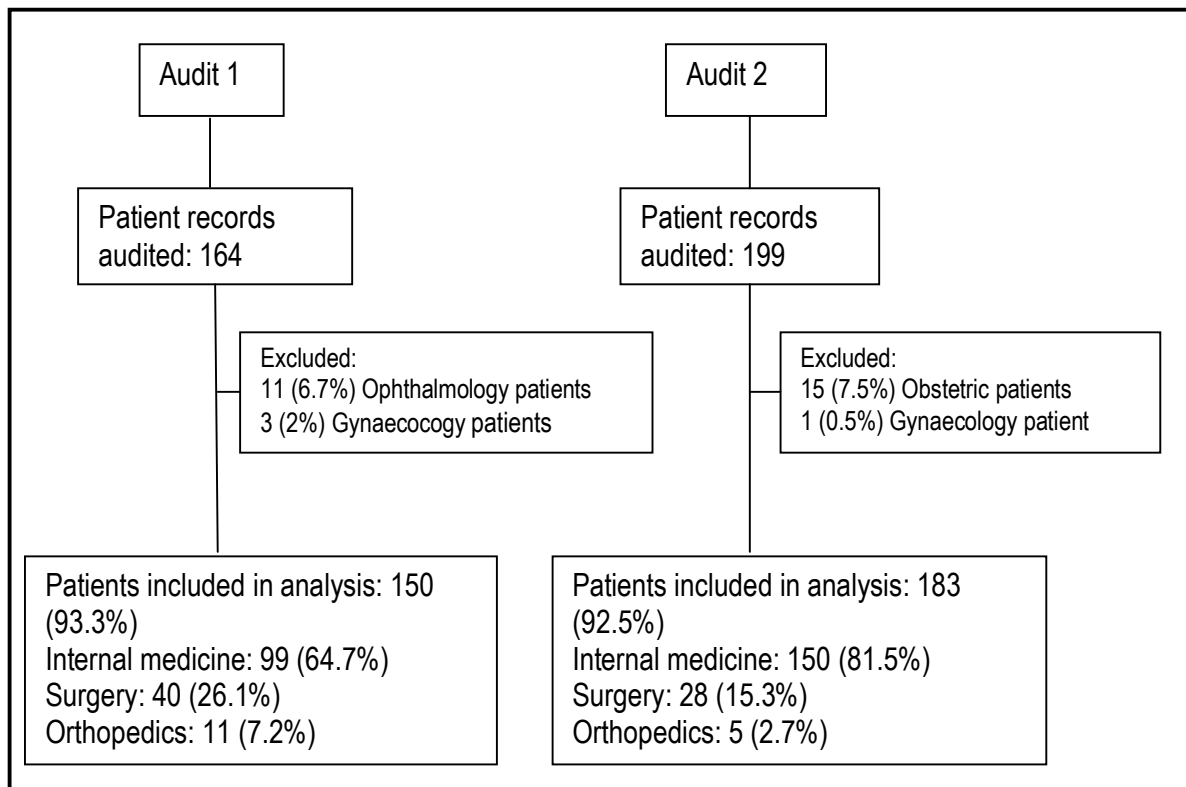 Audit 1
Patient records
audited: 164
Excluded:
11 (6.7%) Ophthalmology patients
3 (2%) Gynaecocogy patients
Patients included in analysis: 150
(93.3%)
Internal medicine: 99 (64.7%)
Surgery: 40 (26.1%)
Orthopedics: 11 (7.2%)
Audit 2
Patient records
audited: 199
Excluded:
15 (7.5%) Obstetric patients
1 (0.5%) Gynaecology patient
Patients included in analysis: 183
(92.5%)
Internal medicine: 150 (81.5%)
Surgery: 28 (15.3%)
Orthopedics: 5 (2.7%)